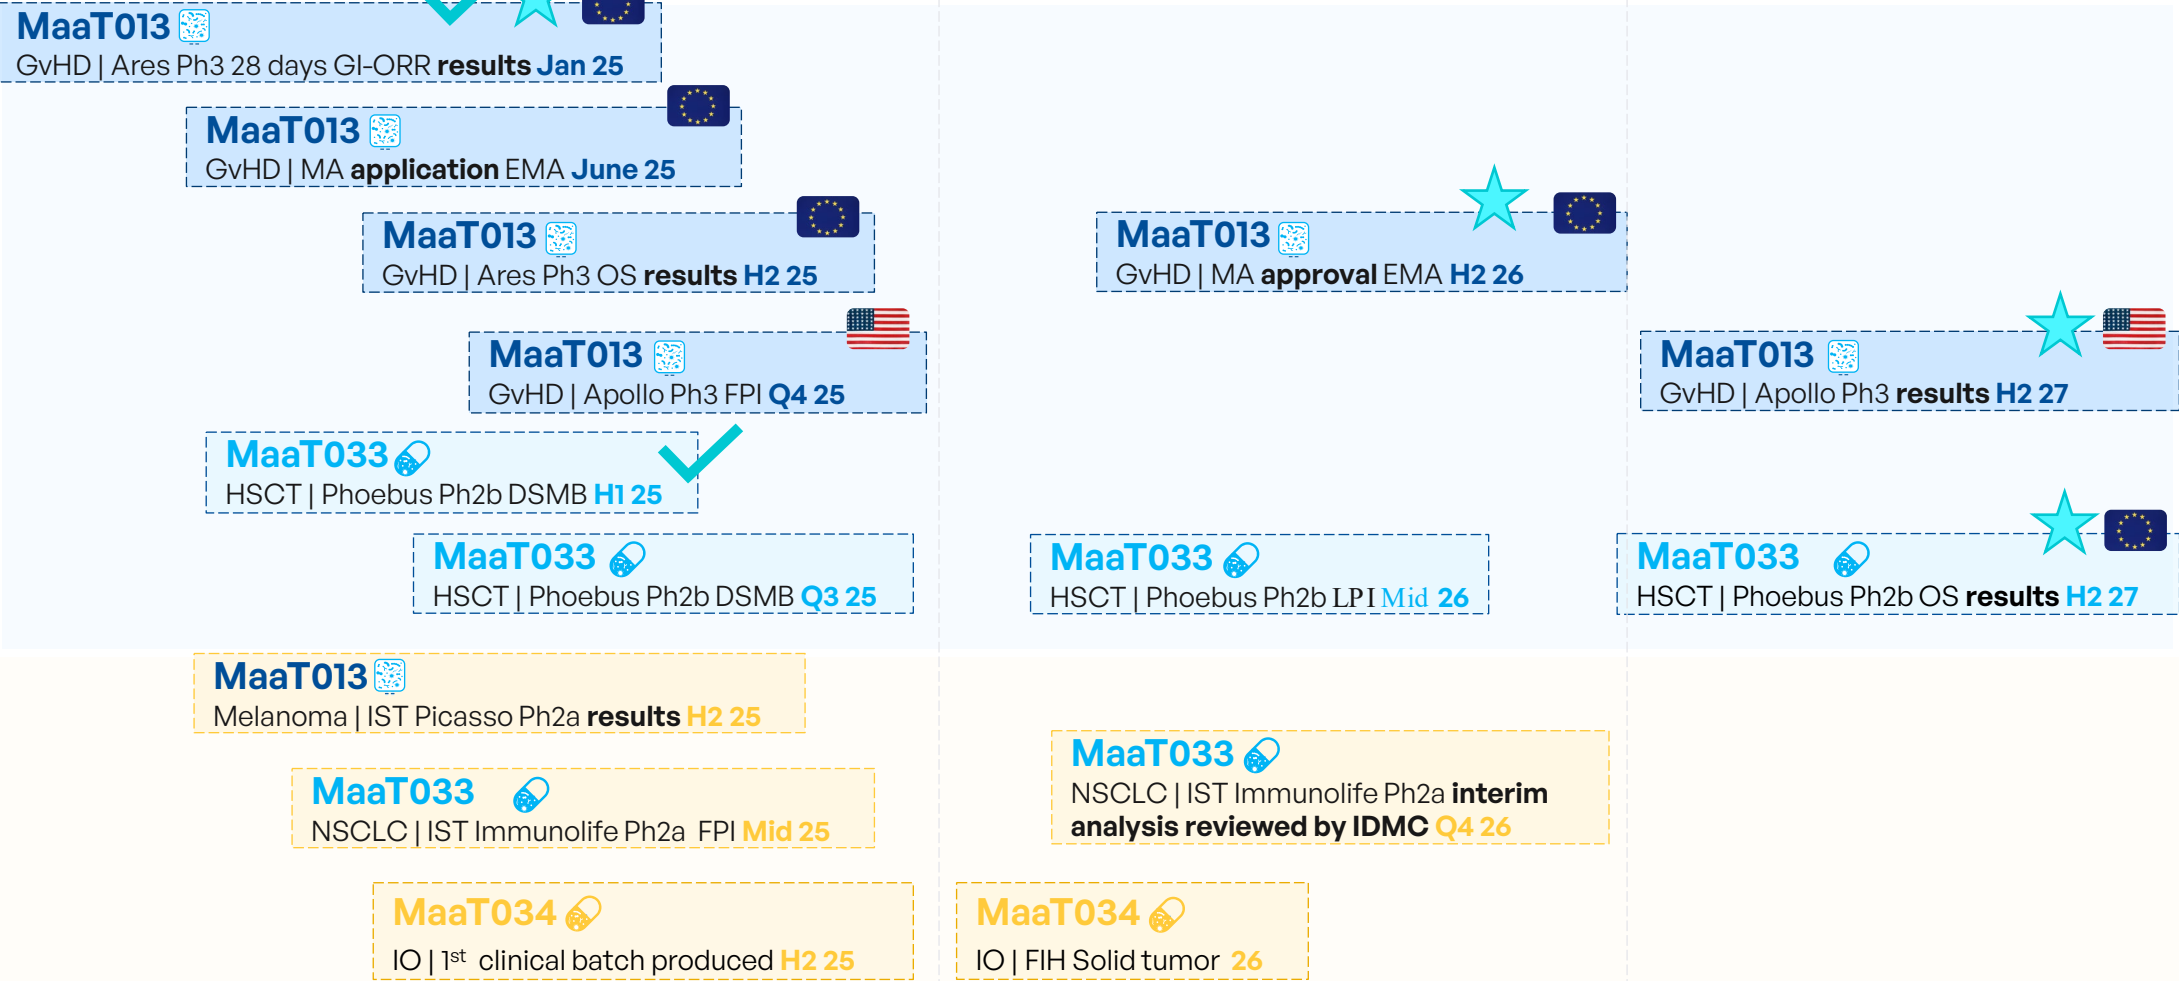 MaaT013
GvHD | Ares Ph3 28 days GI-ORR results Jan 25
MaaT013
GvHD | MA application EMA June 25
MaaT013
GvHD | Ares Ph3 OS results H2 25
MaaT013
GvHD | MA approval EMA H2 26
MaaT013
GvHD | Apollo Ph3 FPI Q4 25
MaaT013
GvHD | Apollo Ph3 results H2 27
MaaT033
HSCT | Phoebus Ph2b DSMB H1 25
MaaT033
HSCT | Phoebus Ph2b DSMB Q3 25
MaaT033
HSCT | Phoebus Ph2b LPI Mid 26
MaaT033
HSCT | Phoebus Ph2b OS results H2 27
MaaT013
Melanoma | IST Picasso Ph2a results H2 25
MaaT033
NSCLC | IST Immunolife Ph2a FPI Mid 25
MaaT033
NSCLC | IST Immunolife Ph2a interim
analysis reviewed by IDMC Q4 26
MaaT034
IO | 1st clinical batch produced H2 25
MaaT034
IO | FIH Solid tumor 26